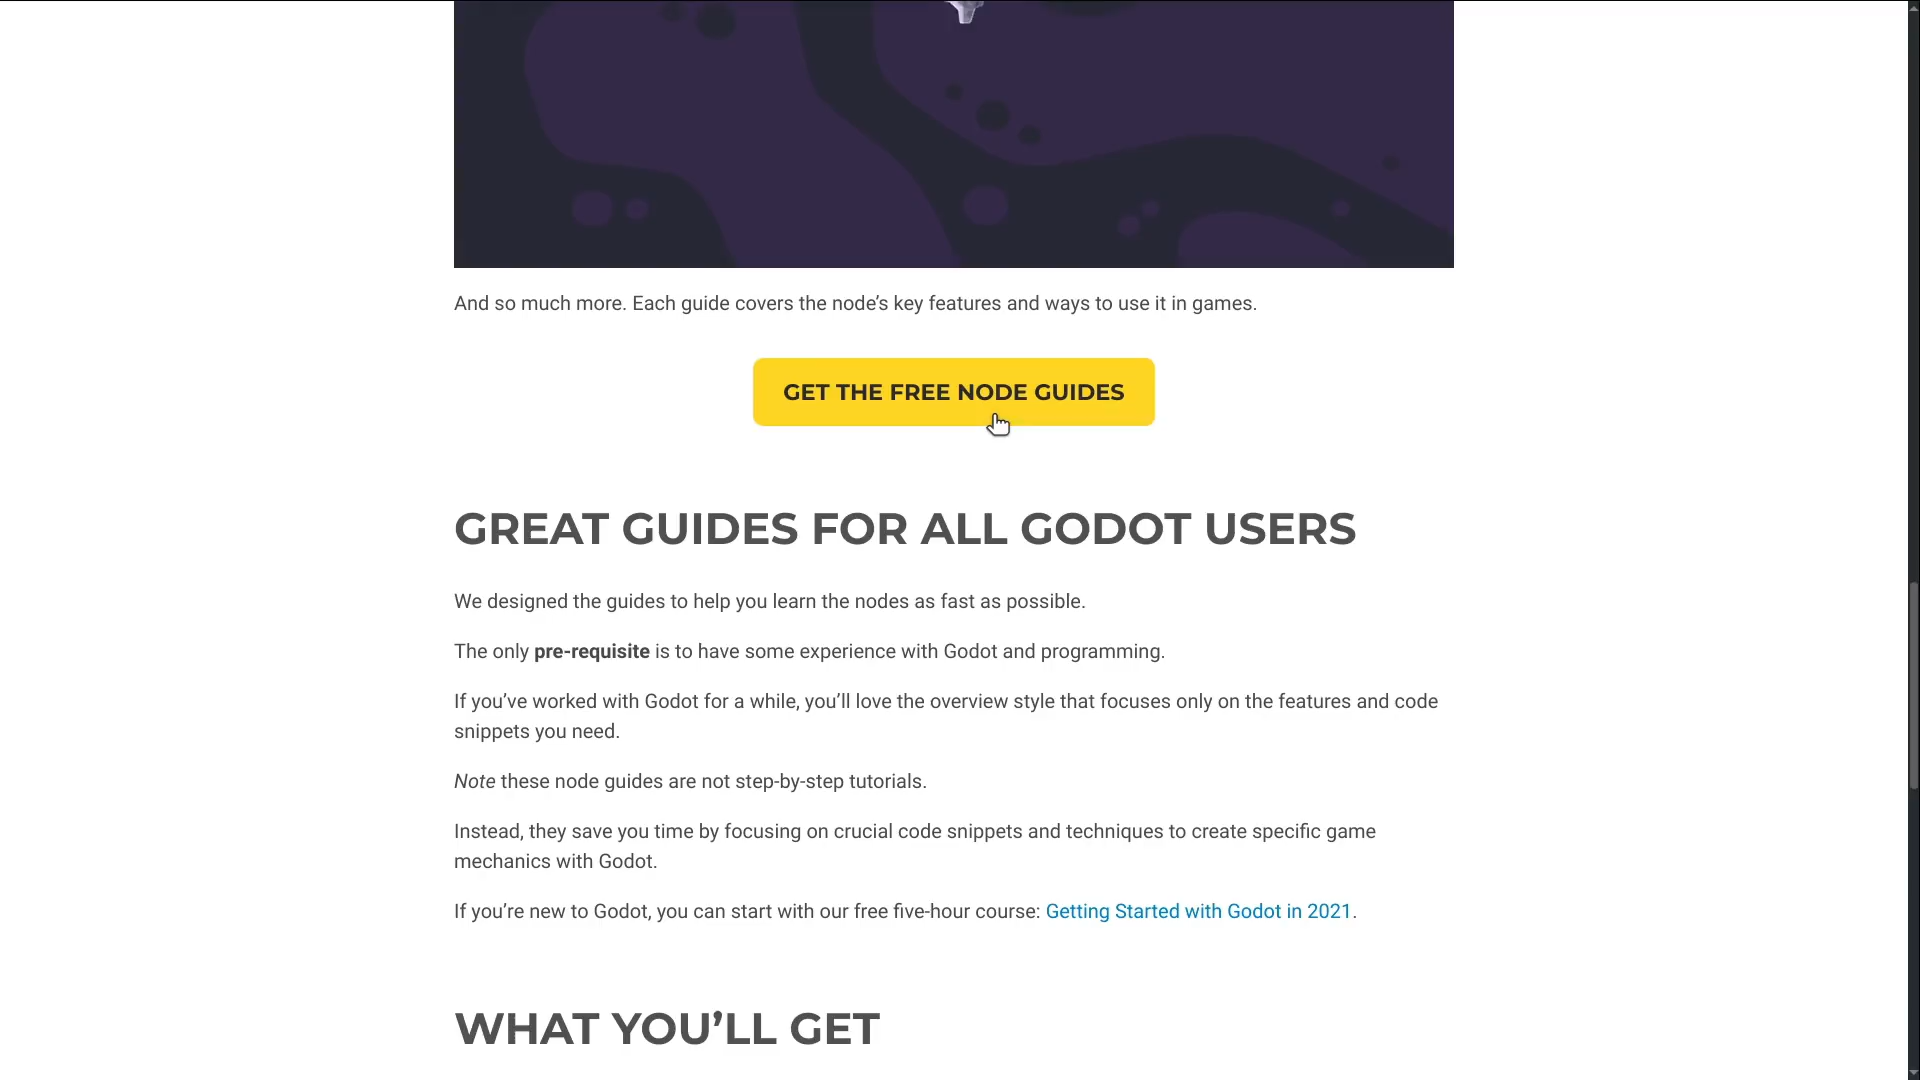 And so much more. Each guide covers the node’s key features and ways to use it in games.
GET THE FREE NODE GUIDES
GREAT GUIDES FOR ALL GODOT USERS
We designed the guides to help you learn the nodes as fast as possible.
The only pre-requisite is to have some experience with Godot and programming.
If you’ve worked with Godot for a while, you’ll love the overview style that focuses only on the features and code
snippets you need.
Note these node guides are not step-by-step tutorials.
Instead, they save you time by focusing on crucial code snippets and techniques to create specific game
mechanics with Godot.
If you’re new to Godot, you can start with our free five-hour course: Getting Started with Godot in 2021.
WHAT YOU’LL GET